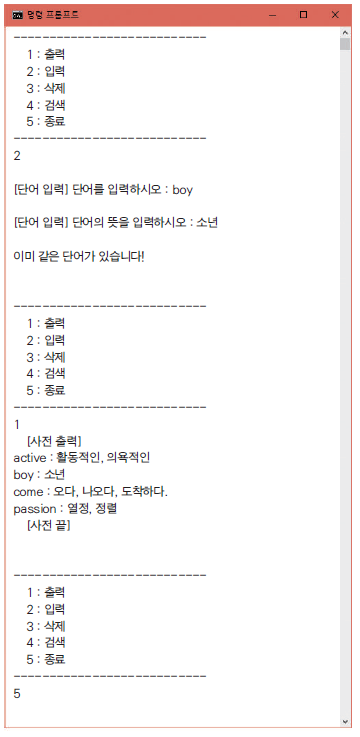 명령 프롬프트
---------------------------
1 : 출력
2 : 입력
3 : 삭제
4 : 검색
5 : 종료
---------------------------
2
[단어 입력] 단어를 입력하시오 : boy
[단어 입력] 단어의 뜻을 입력하시오 : 소년
이미 같은 단어가 있습니다!
---------------------------
1 : 출력
2 : 입력
3 : 삭제
4 : 검색
5 : 종료
---------------------------
1
[사전 출력]
active : 활동적인, 의욕적인
boy : 소년
come : 오다, 나오다, 도착하다.
passion : 열정, 정렬
[사전 끝]
---------------------------
1 : 출력
2 : 입력
3 : 삭제
4 : 검색
5 : 종료
---------------------------
5